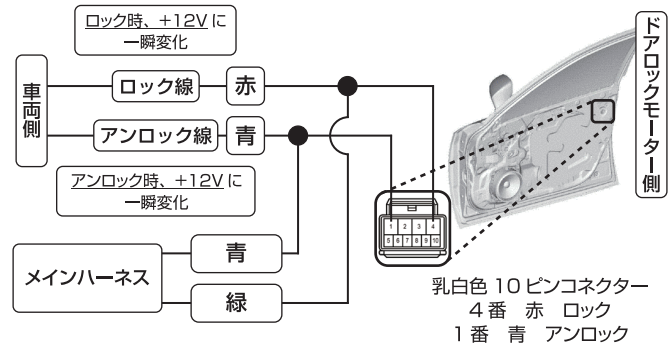 ロック時、+12Vに
一瞬変化
車両側
ロック線
赤
アンロック線
青
アンロック時、+12Vに
一瞬変化
メインハーネス
青
緑
1 2 3 4
5 6 7 8 9 10
ドアロックモーター側
乳白色10ピンコネクター
4番 赤 ロック
1番 青 アンロック